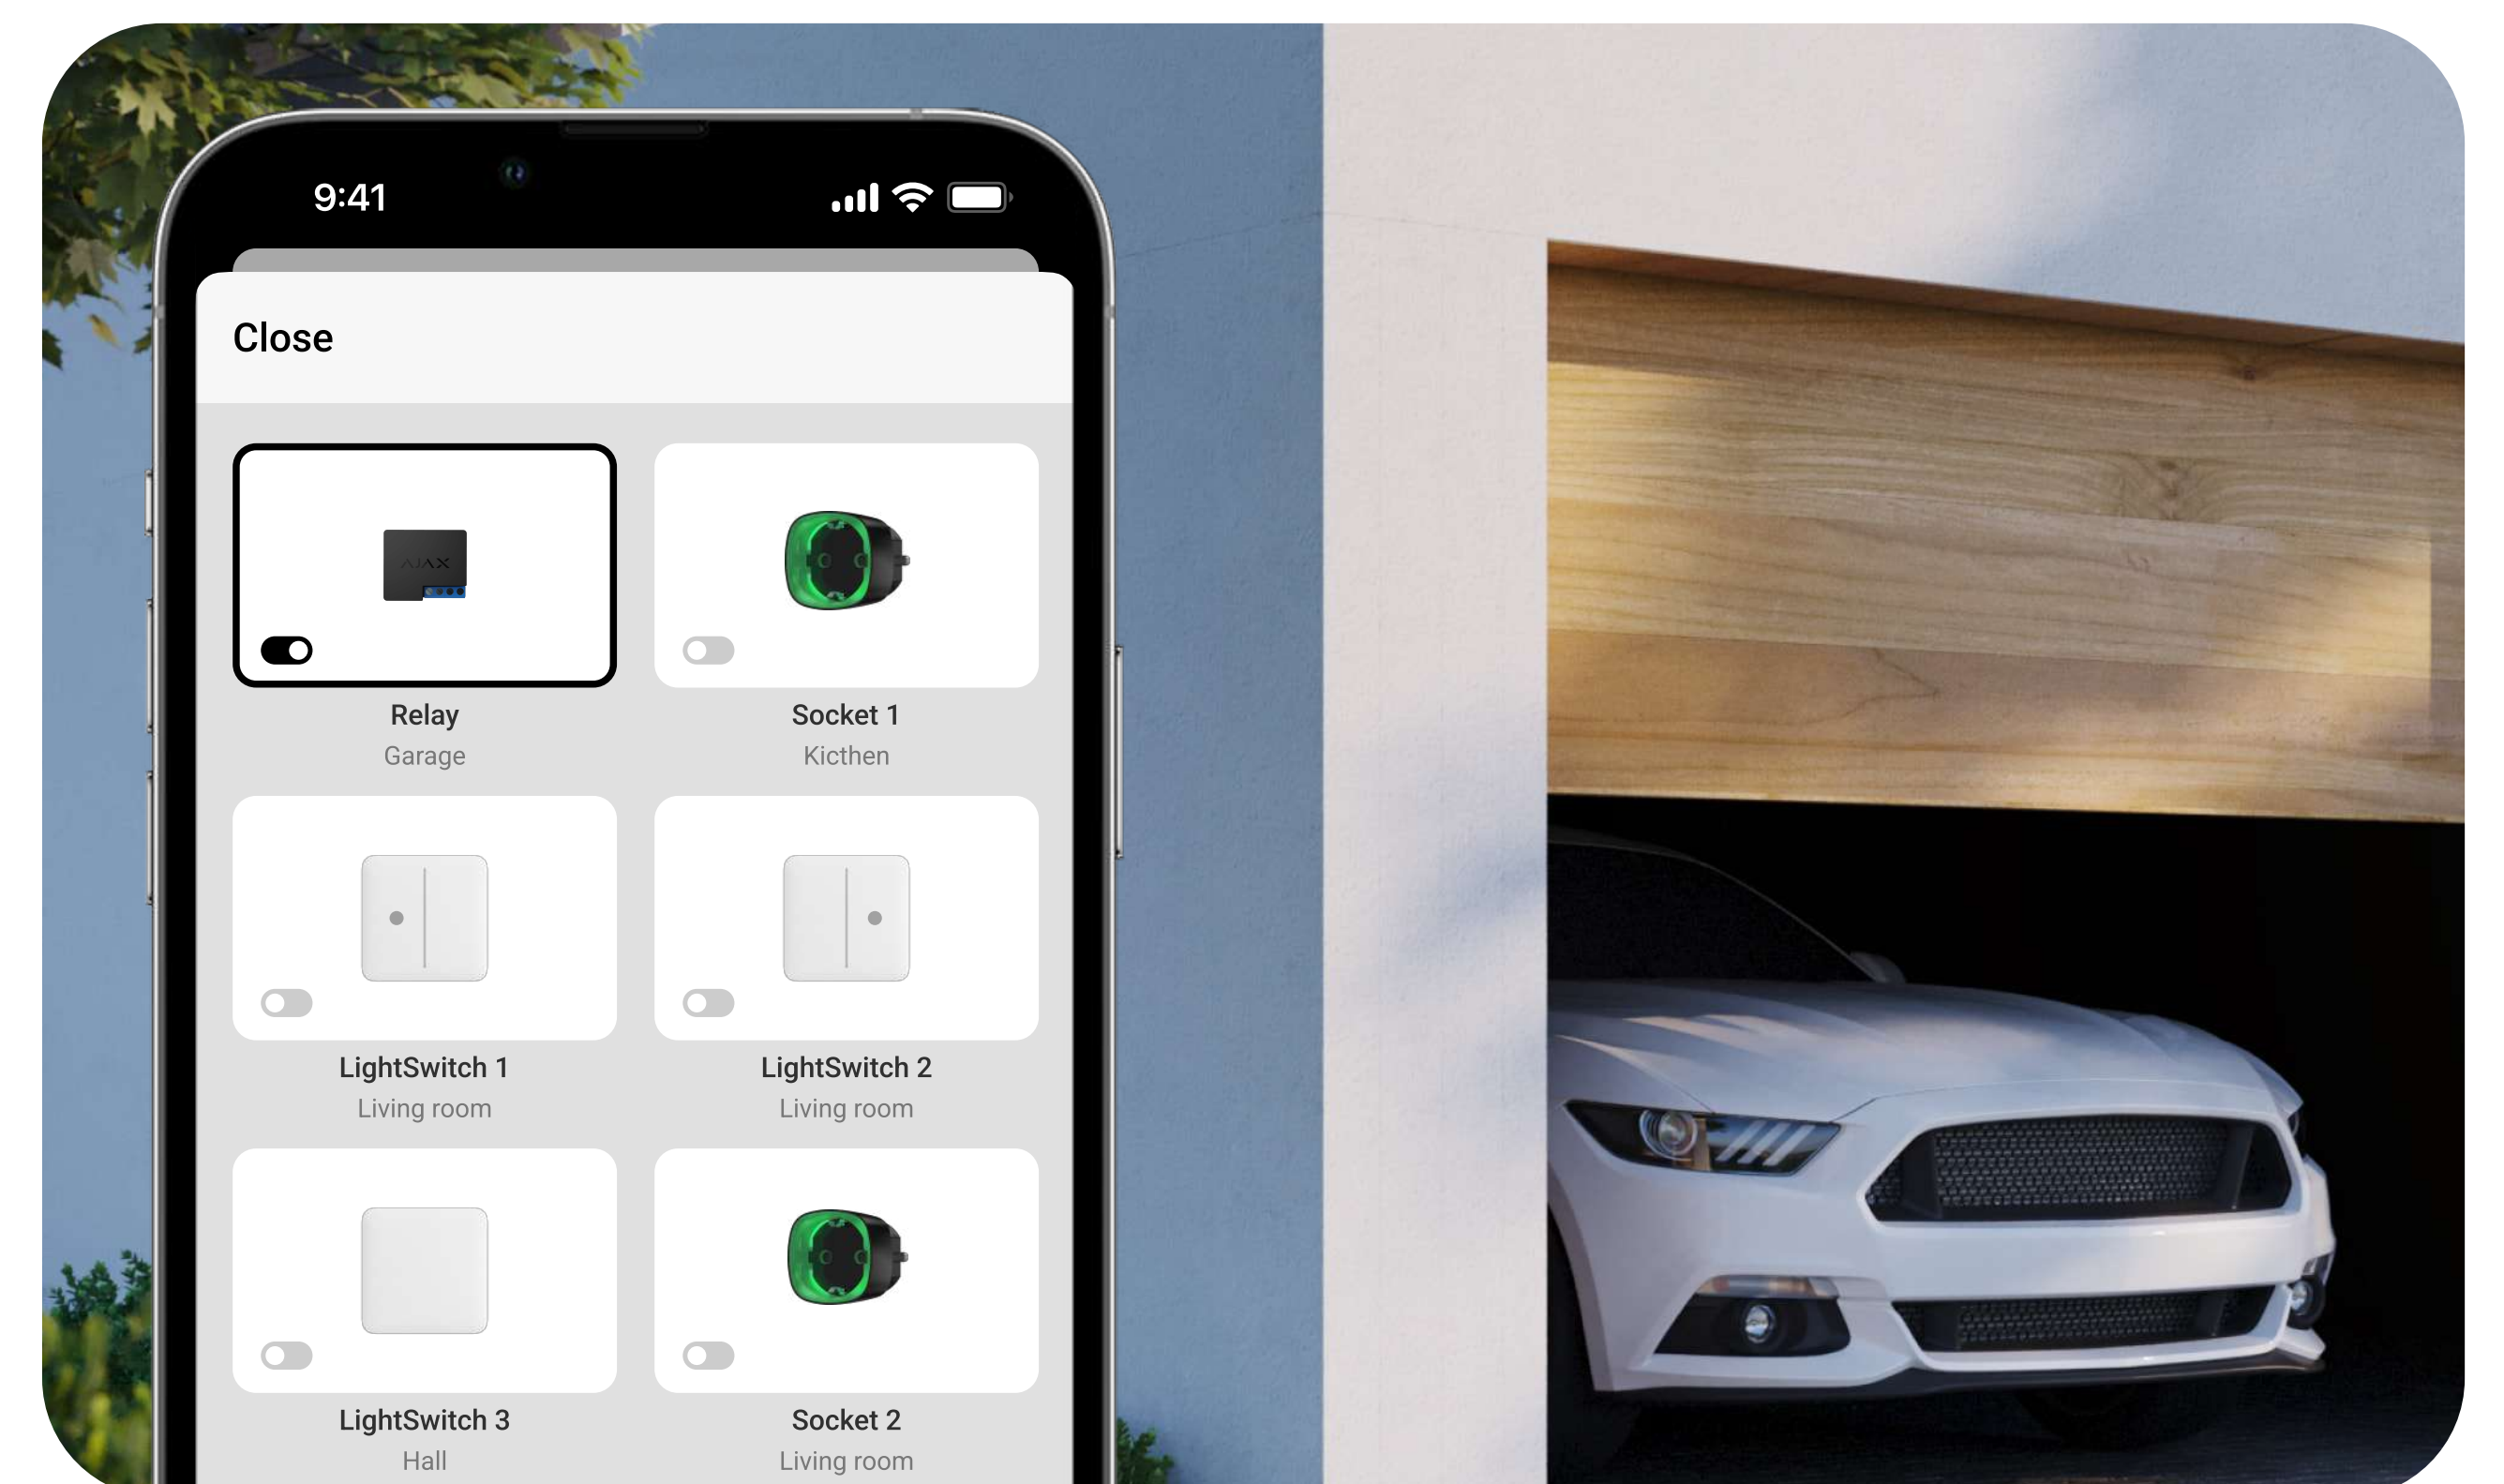 9:41
Close
AJAX
Relay
Garage
Socket 1
Kicthen
LightSwitch 1
Living room
LightSwitch 2
Living room
LightSwitch 3
Hall
Socket 2
Living room